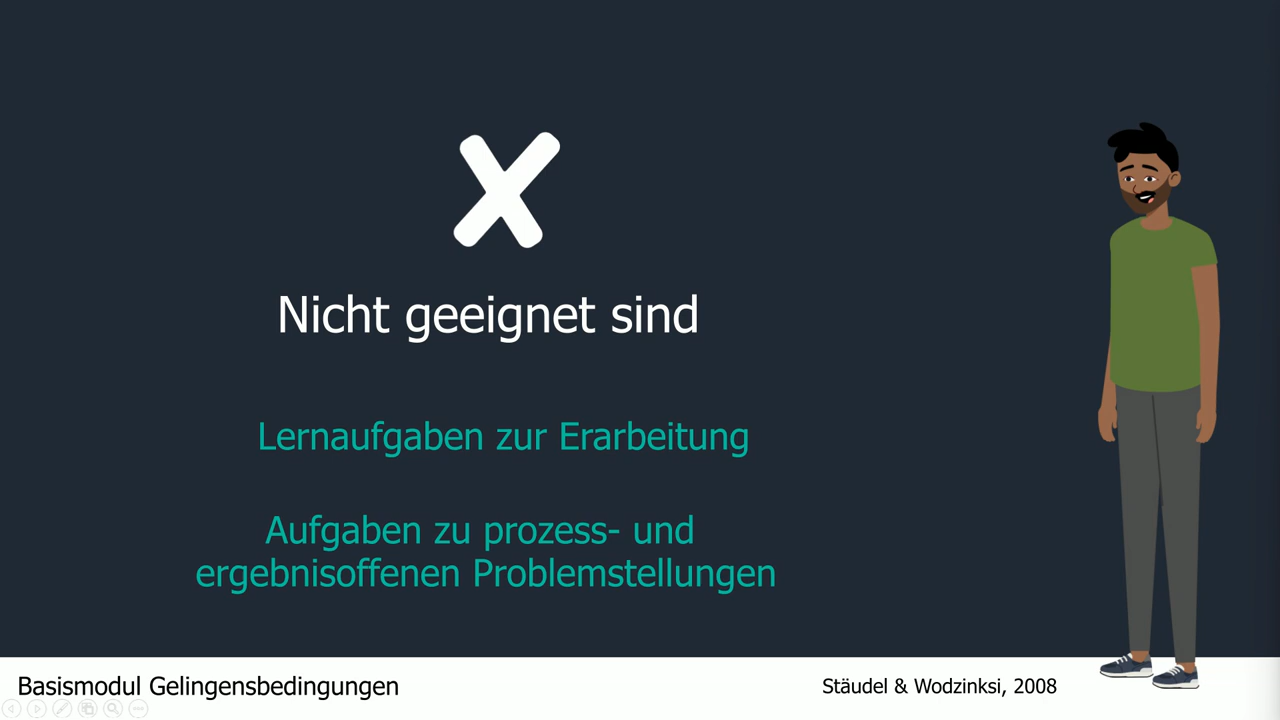 Nicht geeignet sind
Lernaufgaben zur Erarbeitung
Aufgaben zu prozess- und
ergebnisoffenen Problemstellungen
Basismodul Gelingensbedingungen
Stäudel & Wodzinksi, 2008